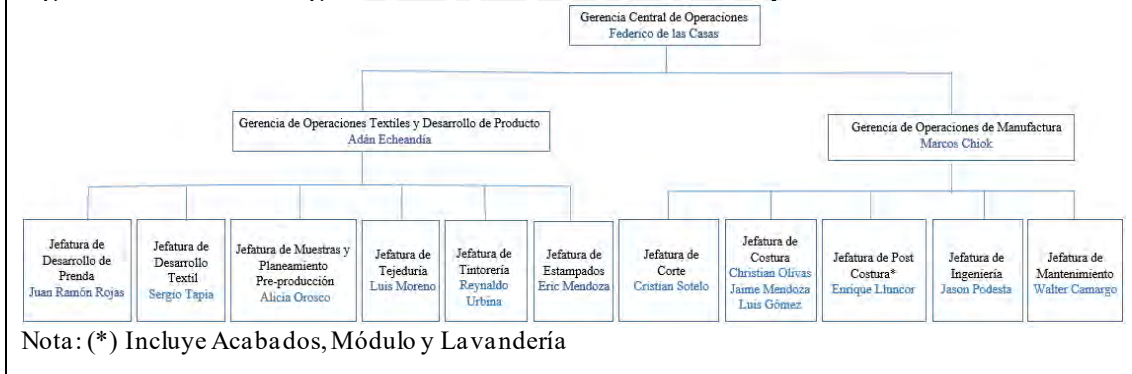 Gerencia Central de Operaciones
Federico de las Casas
Gerencia de Operaciones Textiles y Desarrollo de Producto
Adán Echeandía
Gerencia de Operaciones de Manufactura
Marcos Chiok
Jefatura de
Desarrollo de
Prenda
Juan Ramón Rojas
Jefatura de
Desarrollo
Textil
Sergio Tapia
Jefatura de Muestras y
Planeamiento
Pre-producción
Alicia Orosco
Jefatura de
Tejeduría
Luis Moreno
Jefatura de
Tintorería
Reynaldo
Urbina
Jefatura de
Estampados
Eric Mendoza
Jefatura de
Corte
Cristian Sotelo
Jefatura de
Costura
Christian Olivas
Jaime Mendoza
Luis Gómez
Jefatura de Post
Costura*
Enrique Lluncor
Jefatura de
Ingeniería
Jason Podesta
Jefatura de
Mantenimiento
Walter Camargo
Nota: (*) Incluye Acabados, Módulo y Lavandería